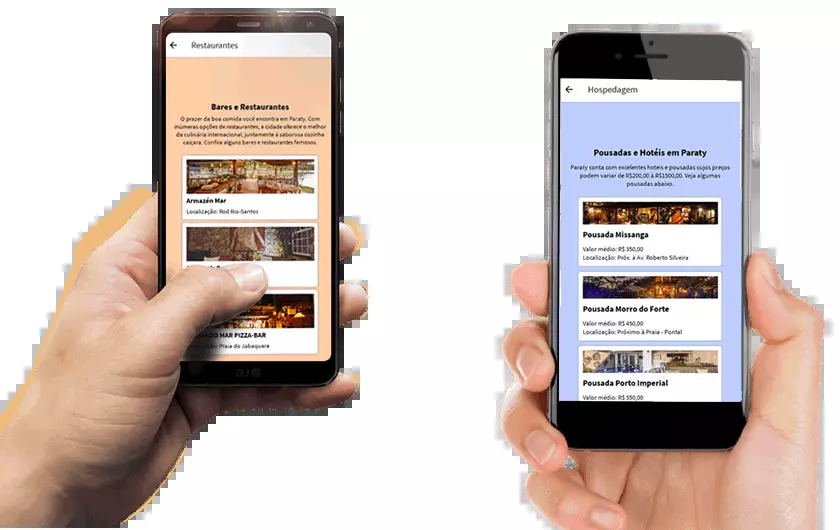 Restaurantes
Bares e Restaurantes
O prazer da boa comida você encontra em Paraty. Com
inúmeras opções de restaurantes, a cidade oferece o melhor
da culinária internacional, juntamente à saborosa cozinha
caiçara. Confira alguns bares e restaurantes famosos.
Armazén Mar
Localização: Rod Rio-Santos
MAR PIZZA-BAR
Praia do Jabaquara
LG
Hospedagem
Pousadas e Hotéis em Paraty
Paraty conta com excelentes hoteis e pousadas cujos preços
podem variar de R$200,00 à R$1500,00. Veja algumas
pousadas abaixo.
Pousada Missanga
Valor médio: R$ 350,00
Localização: Próx. à Av. Roberto Silveira
Pousada Morro do Forte
Valor médio: R$ 450,00
Localização: Próximo à Praia - Pontal
Pousada Porto Imperial
Valor médio: R$ 550,00